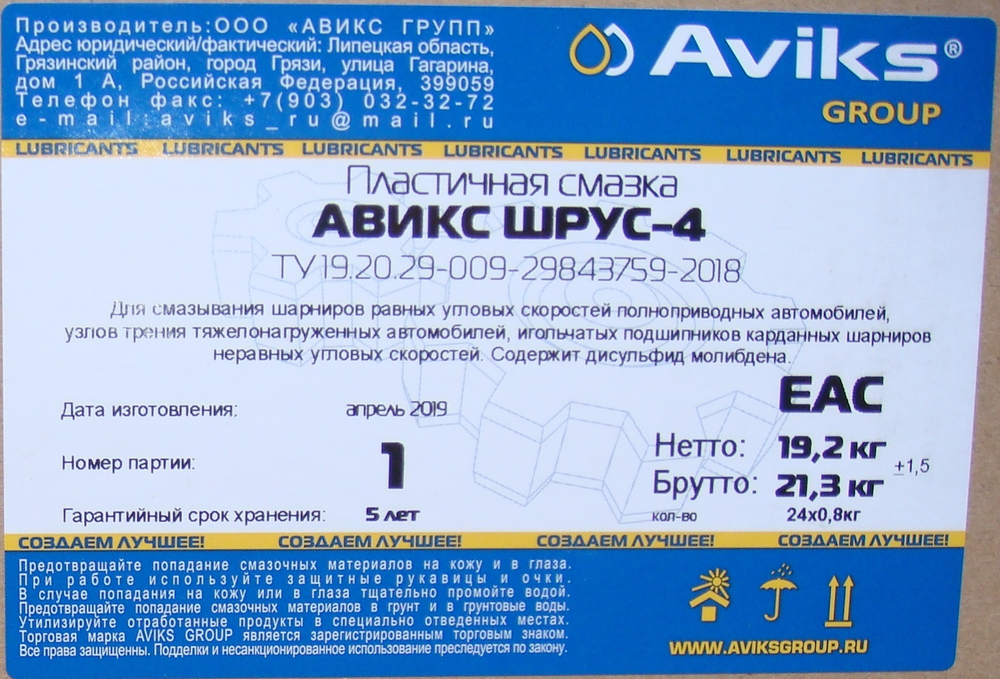 Производитель:ООО «АВИКС ГРУПП»
Адрес юридический/фактический: Липецкая область,
Грязинский район, город Грязи, улица Гагарина,
дом 1 А, Российская Федерация, 399059
Телефон факс: +7(903) 032-32-72
e-mail:aviks_ru@mail.ru
Aviks®
GROUP
LUBRICANTS LUBRICANTS LUBRICANTS LUBRICANTS LUBRICANTS LUBRICANTS LUBRICANTS
Пластичная смазка
АВИКС ШРУС-4
ТУ 19.20.29-009-29843759-2018
Для смазывания шарниров равных угловых скоростей полноприводных автомобилей,
узлов трения тяжелонагруженных автомобилей, игольчатых подшипников карданных шарниров
неравных угловых скоростей. Содержит дисульфид молибдена.
EAC
Дата изготовления: апрель 2019
Номер партии: 1
Нетто: 19,2 кг
Брутто: 21,3 кг ±1,5
Гарантийный срок хранения: 5 лет
кол-во 24х0,8кг
СОЗДАЕМ ЛУЧШЕЕ! СОЗДАЕМ ЛУЧШЕЕ! СОЗДАЕМ ЛУЧШЕЕ! СОЗДАЕМ ЛУЧШЕЕ!
Предотвращайте попадание смазочных материалов на кожу и в глаза.
При работе используйте защитные рукавицы и очки.
В случае попадания на кожу или в глаза тщательно промойте водой.
Предотвращайте попадание смазочных материалов в грунт и в грунтовые воды.
Утилизируйте отработанные продукты в специально отведенных местах.
Торговая марка AVIKS GROUP является зарегистрированным торговым знаком.
Все права защищены. Подделки и несанкционированное использование преследуется по закону.
WWW.AVIKSGROUP.RU